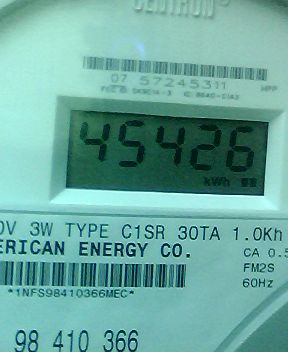 CENTRON®
07 57245311
45426
kWh
0V 3W TYPE C1SR 30TA 1.0Kh
ERICAN ENERGY CO.
CA 0.5
FM2S
60Hz
*1NFS98410366MEC*
98 410 366